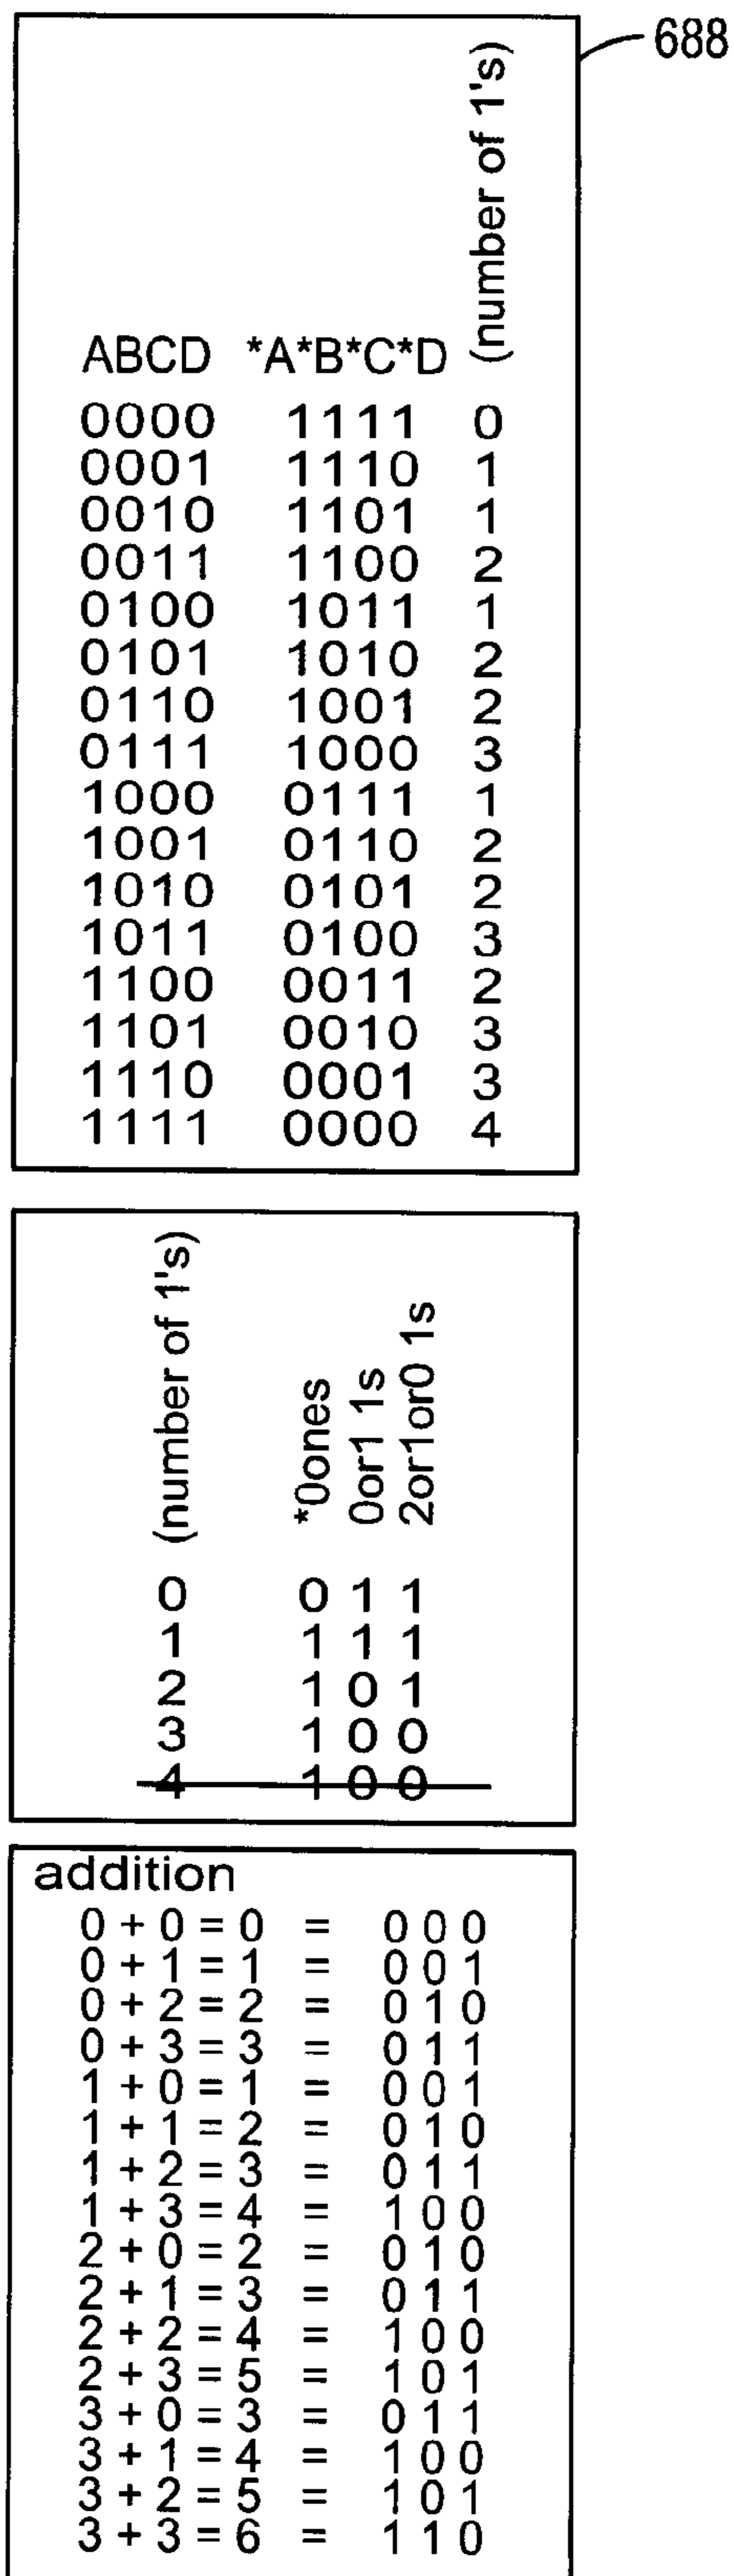 688
(number of 1's)
ABCD *A*B*C*D
0000 1111 0
0001 1110 1
0010 1101 1
0011 1100 2
0100 1011 1
0101 1010 2
0110 1001 2
0111 1000 3
1000 0111 1
1001 0110 2
1010 0101 2
1011 0100 3
1100 0011 2
1101 0010 3
1110 0001 3
1111 0000 4
(number of 1's) *0ones 0or1 1s 2or1or0 1s
0 0 1 1
1 1 1 1
2 1 0 1
3 1 0 0
4 1 0 0
addition
0 + 0 = 0 = 0 0 0
0 + 1 = 1 = 0 0 1
0 + 2 = 2 = 0 1 0
0 + 3 = 3 = 0 1 1
1 + 0 = 1 = 0 0 1
1 + 1 = 2 = 0 1 0
1 + 2 = 3 = 0 1 1
1 + 3 = 4 = 1 0 0
2 + 0 = 2 = 0 1 0
2 + 1 = 3 = 0 1 1
2 + 2 = 4 = 1 0 0
2 + 3 = 5 = 1 0 1
3 + 0 = 3 = 0 1 1
3 + 1 = 4 = 1 0 0
3 + 2 = 5 = 1 0 1
3 + 3 = 6 = 1 1 0